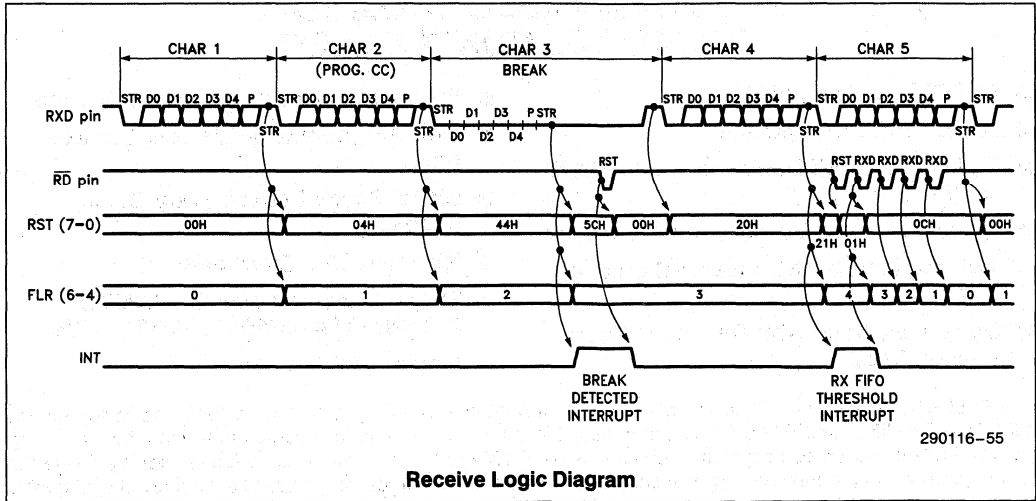 CHAR 1 CHAR 2 CHAR 3 CHAR 4 CHAR 5
(PROG. CC) BREAK
RXD pin STR D0 D1 D2 D3 D4 P STR D0 D1 D2 D3 D4 P STR D1 D3 P STR STR D0 D1 D2 D3 D4 P STR D0 D1 D2 D3 D4 P STR
D0 D2 D4
STR STR STR STR
RD pin RST RST RXD RXD RXD RXD
RST (7-0) 00H 04H 44H 5CH 00H 20H 0CH 00H
21H 01H
FLR (6-4) 0 1 2 3 4 3 2 1 0 1
INT
BREAK DETECTED INTERRUPT
RX FIFO THRESHOLD INTERRUPT
290116-55
Receive Logic Diagram